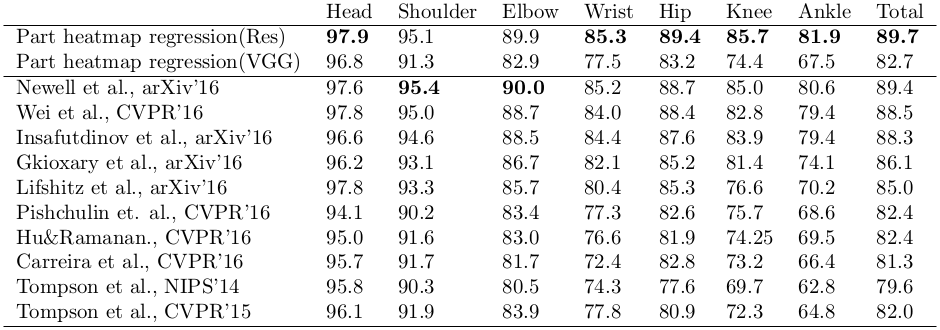 Head Shoulder Elbow Wrist Hip Knee Ankle Total
Part heatmap regression(Res) 97.9 95.1 89.9 85.3 89.4 85.7 81.9 89.7
Part heatmap regression(VGG) 96.8 91.3 82.9 77.5 83.2 74.4 67.5 82.7
Newell et al., arXiv'16 97.6 95.4 90.0 85.2 88.7 85.0 80.6 89.4
Wei et al., CVPR'16 97.8 95.0 88.7 84.0 88.4 82.8 79.4 88.5
Insafutdinov et al., arXiv'16 96.6 94.6 88.5 84.4 87.6 83.9 79.4 88.3
Gkioxary et al., arXiv'16 96.2 93.1 86.7 82.1 85.2 81.4 74.1 86.1
Lifshitz et al., arXiv'16 97.8 93.3 85.7 80.4 85.3 76.6 70.2 85.0
Pishchulin et. al., CVPR'16 94.1 90.2 83.4 77.3 82.6 75.7 68.6 82.4
Hu&Ramanan., CVPR'16 95.0 91.6 83.0 76.6 81.9 74.25 69.5 82.4
Carreira et al., CVPR'16 95.7 91.7 81.7 72.4 82.8 73.2 66.4 81.3
Tompson et al., NIPS'14 95.8 90.3 80.5 74.3 77.6 69.7 62.8 79.6
Tompson et al., CVPR'15 96.1 91.9 83.9 77.8 80.9 72.3 64.8 82.0